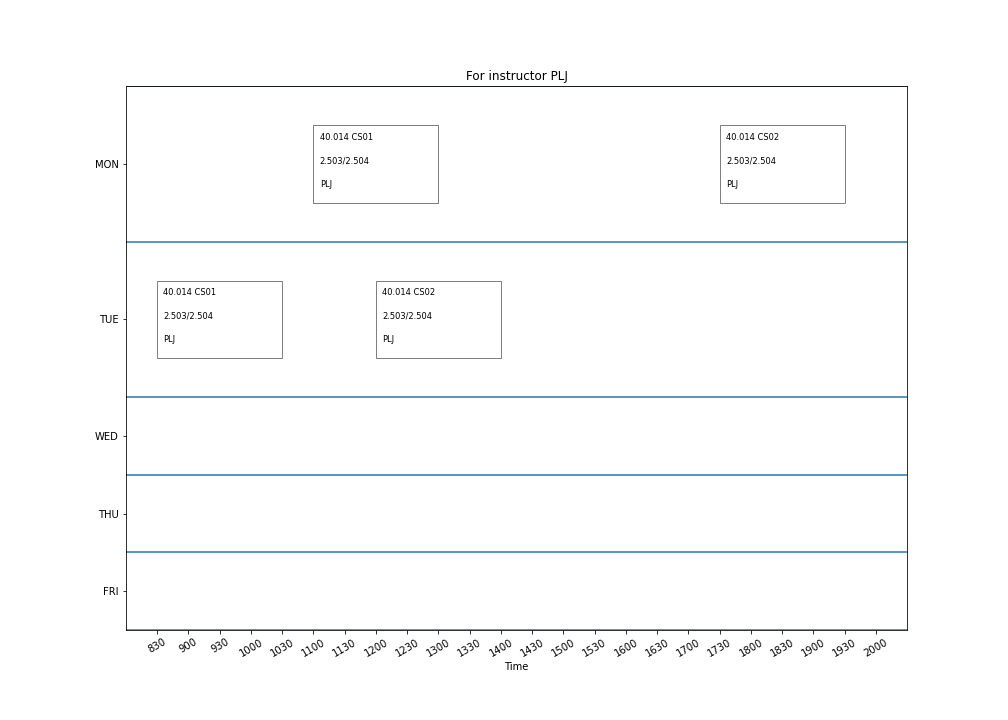 For instructor PLJ
MON
40.014 CS01
2.503/2.504
PLJ
40.014 CS02
2.503/2.504
PLJ
TUE
40.014 CS01
2.503/2.504
PLJ
40.014 CS02
2.503/2.504
PLJ
WED
THU
FRI
830 900 930 1000 1030 1100 1130 1200 1230 1300 1330 1400 1430 1500 1530 1600 1630 1700 1730 1800 1830 1900 1930 2000
Time